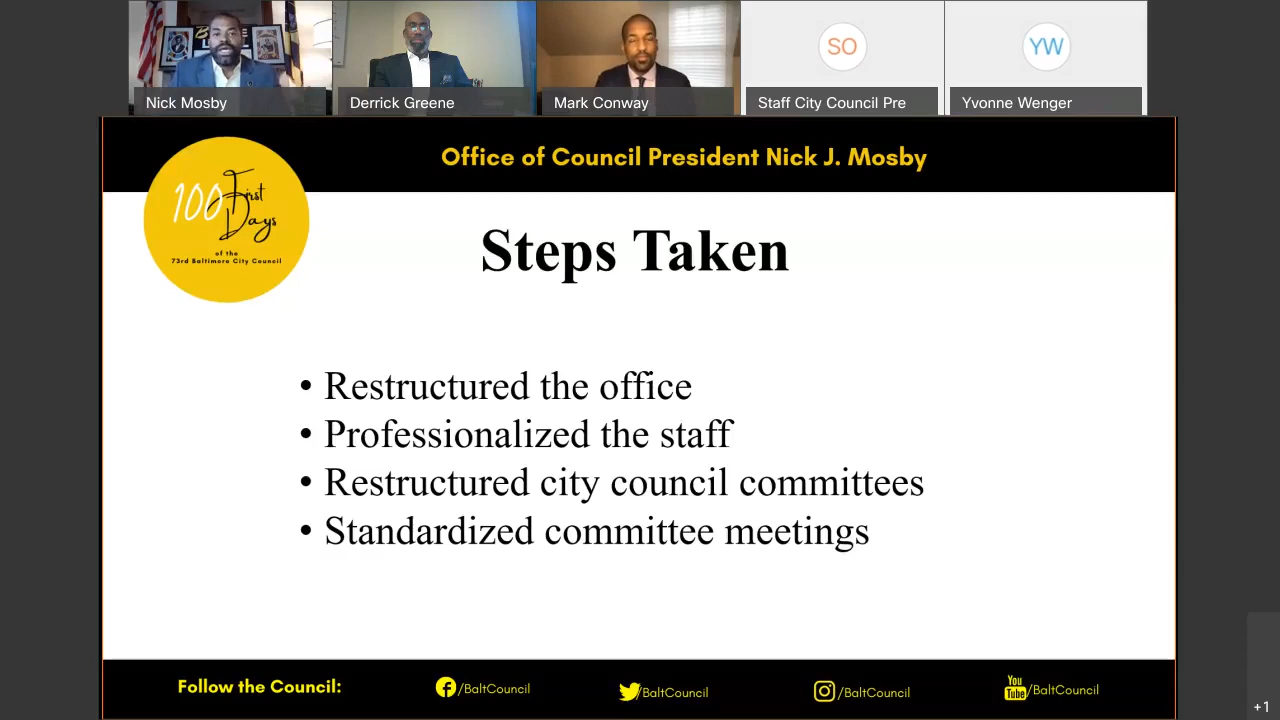 Nick Mosby
Derrick Greene
Mark Conway
SO
Staff City Council Pre
YW
Yvonne Wenger
Office of Council President Nick J. Mosby
100 First
Days
of the
73rd Baltimore City Council
Steps Taken
• Restructured the office
• Professionalized the staff
• Restructured city council committees
• Standardized committee meetings
Follow the Council:
/BaltCouncil
/BaltCouncil
/BaltCouncil
You
Tube
/BaltCouncil
+1